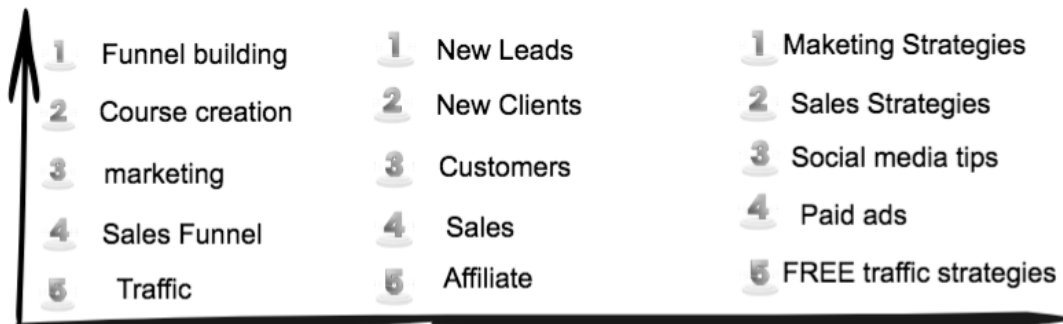 1 Funnel building
2 Course creation
3 marketing
4 Sales Funnel
5 Traffic
1 New Leads
2 New Clients
3 Customers
4 Sales
5 Affiliate
1 Maketing Strategies
2 Sales Strategies
3 Social media tips
4 Paid ads
5 FREE traffic strategies